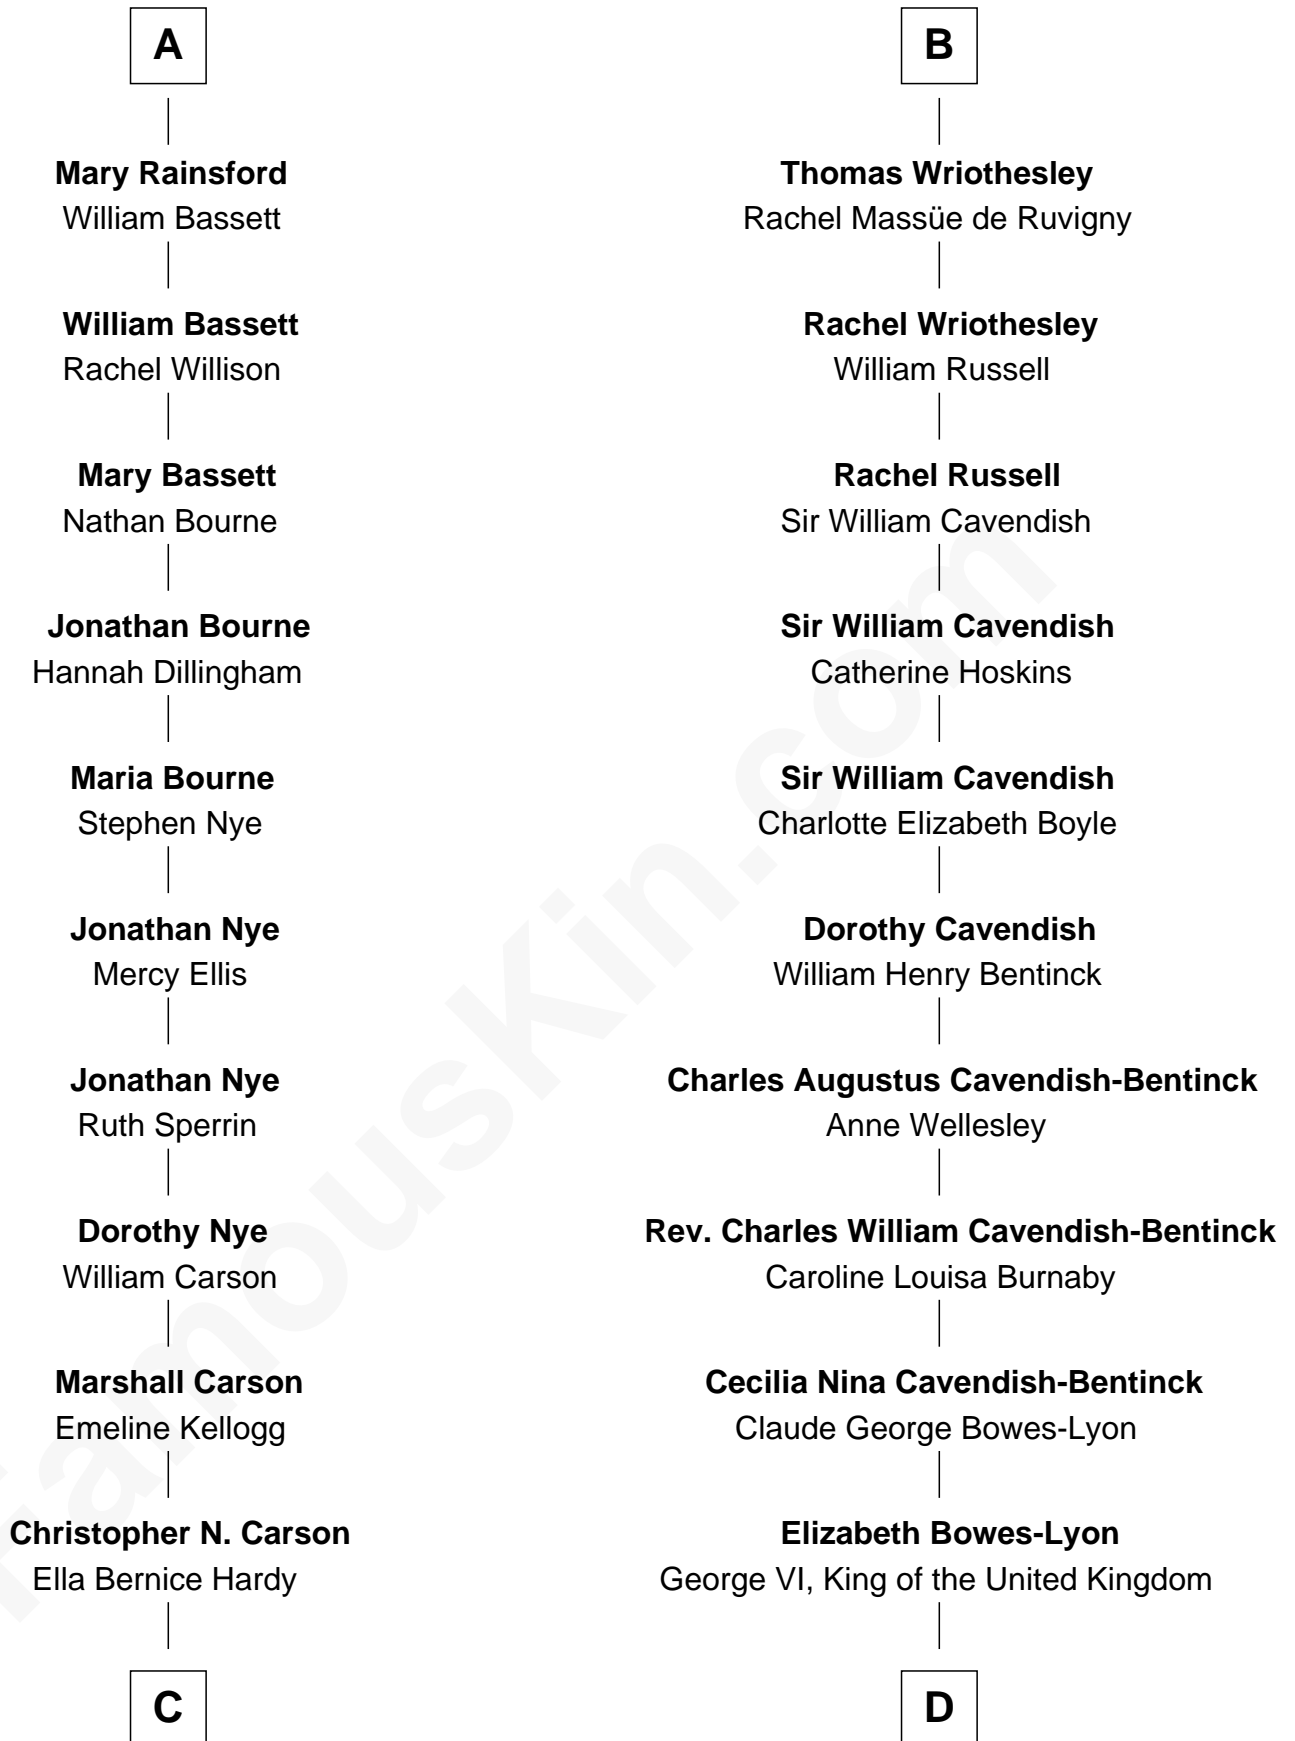 A
Mary Rainsford
William Bassett
William Bassett
Rachel Willison
Mary Bassett
Nathan Bourne
Jonathan Bourne
Hannah Dillingham
Maria Bourne
Stephen Nye
Jonathan Nye
Mercy Ellis
Jonathan Nye
Ruth Sperrin
Dorothy Nye
William Carson
Marshall Carson
Emeline Kellogg
Christopher N. Carson
Ella Bernice Hardy
C
B
Thomas Wriothesley
Rachel Massüe de Ruvigny
Rachel Wriothesley
William Russell
Rachel Russell
Sir William Cavendish
Sir William Cavendish
Catherine Hoskins
Sir William Cavendish
Charlotte Elizabeth Boyle
Dorothy Cavendish
William Henry Bentinck
Charles Augustus Cavendish-Bentinck
Anne Wellesley
Rev. Charles William Cavendish-Bentinck
Caroline Louisa Burnaby
Cecilia Nina Cavendish-Bentinck
Claude George Bowes-Lyon
Elizabeth Bowes-Lyon
George VI, King of the United Kingdom
D
FamousKin.com